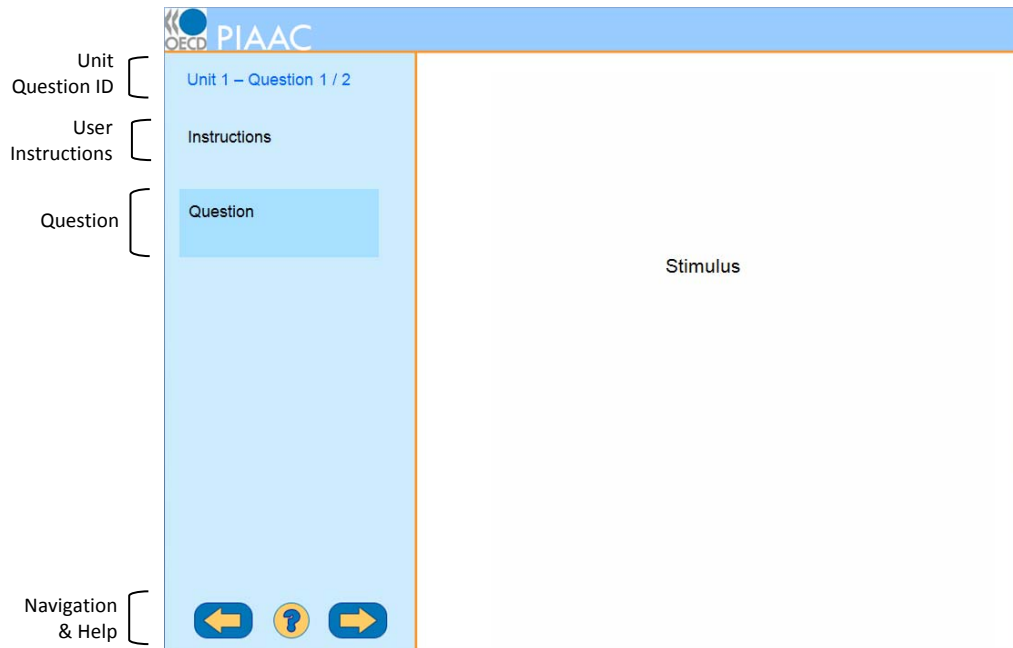 OECD PIAAC
Unit
Question ID
Unit 1 – Question 1 / 2
User
Instructions
Instructions
Question
Question
Stimulus
Navigation
& Help
?